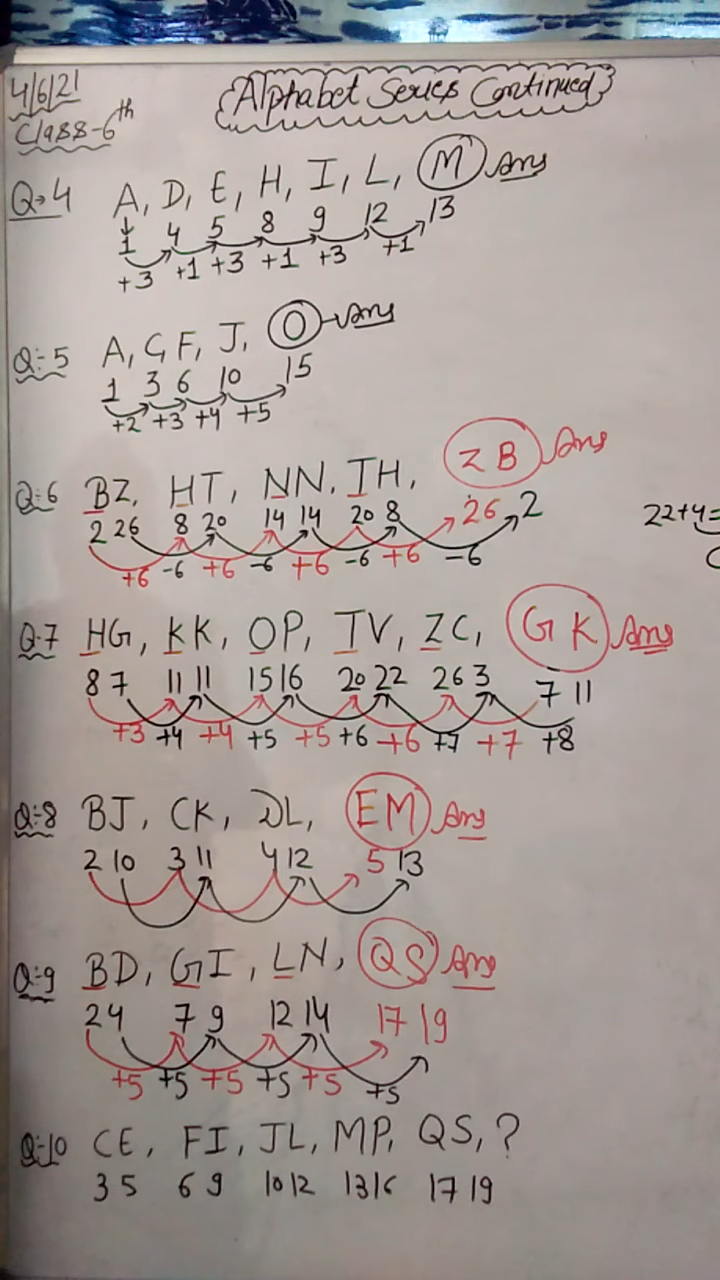 4/6/21
Alphabet Series Continued
Class-6th
Q→4 A, D, E, H, I, L, M Ans
1 4 5 8 9 12 13
+3 +1 +3 +1 +3 +1
Q:-5 A, C, F, J, O Ans
1 3 6 10 15
+2 +3 +4 +5
Q:-6 BZ, HT, NN, TH, ZB Ans
2 26 8 20 14 14 20 8 26 2
22+4=
+6 -6 +6 -6 +6 -6 +6 -6
Q.7 HG, KK, OP, TV, ZC, GK Ans
8 7 11 11 15 16 20 22 26 3 7 11
+3 +4 +4 +5 +5 +6 +6 +7 +7 +8
Q:-8 BJ, CK, DL, EM Ans
2 10 3 11 4 12 5 13
Q:-9 BD, GI, LN, QS Ans
2 4 7 9 12 14 17 19
+5 +5 +5 +5 +5 +5
Q:-10 CE, FI, JL, MP, QS, ?
3 5 6 9 10 12 13 16 17 19